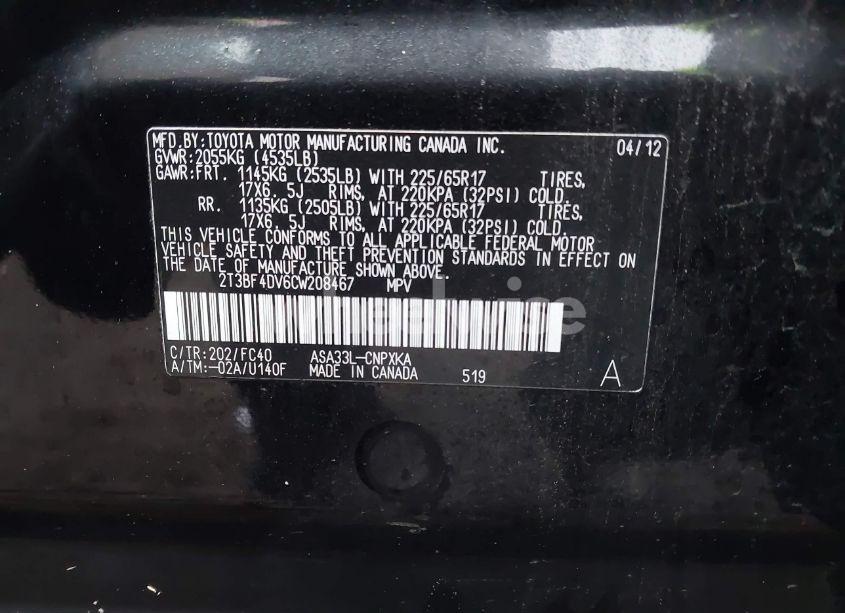 MFD.BY:TOYOTA MOTOR MANUFACTURING CANADA INC. 04/12
GVWR:2055KG (4535LB)
GAWR:FRT. 1145KG (2535LB) WITH 225/65R17 TIRES,
17X6.5J RIMS, AT 220KPA (32PSI) COLD.
RR. 1135KG (2505LB) WITH 225/65R17 TIRES,
17X6.5J RIMS, AT 220KPA (32PSI) COLD.
THIS VEHICLE CONFORMS TO ALL APPLICABLE FEDERAL MOTOR
VEHICLE SAFETY AND THEFT PREVENTION STANDARDS IN EFFECT ON
THE DATE OF MANUFACTURE SHOWN ABOVE.
2T3BF4DV6CW208467 MPV
C/TR:202/FC40 ASA33L-CNPXKA
A/TM:-02A/U140F MADE IN CANADA 519 A